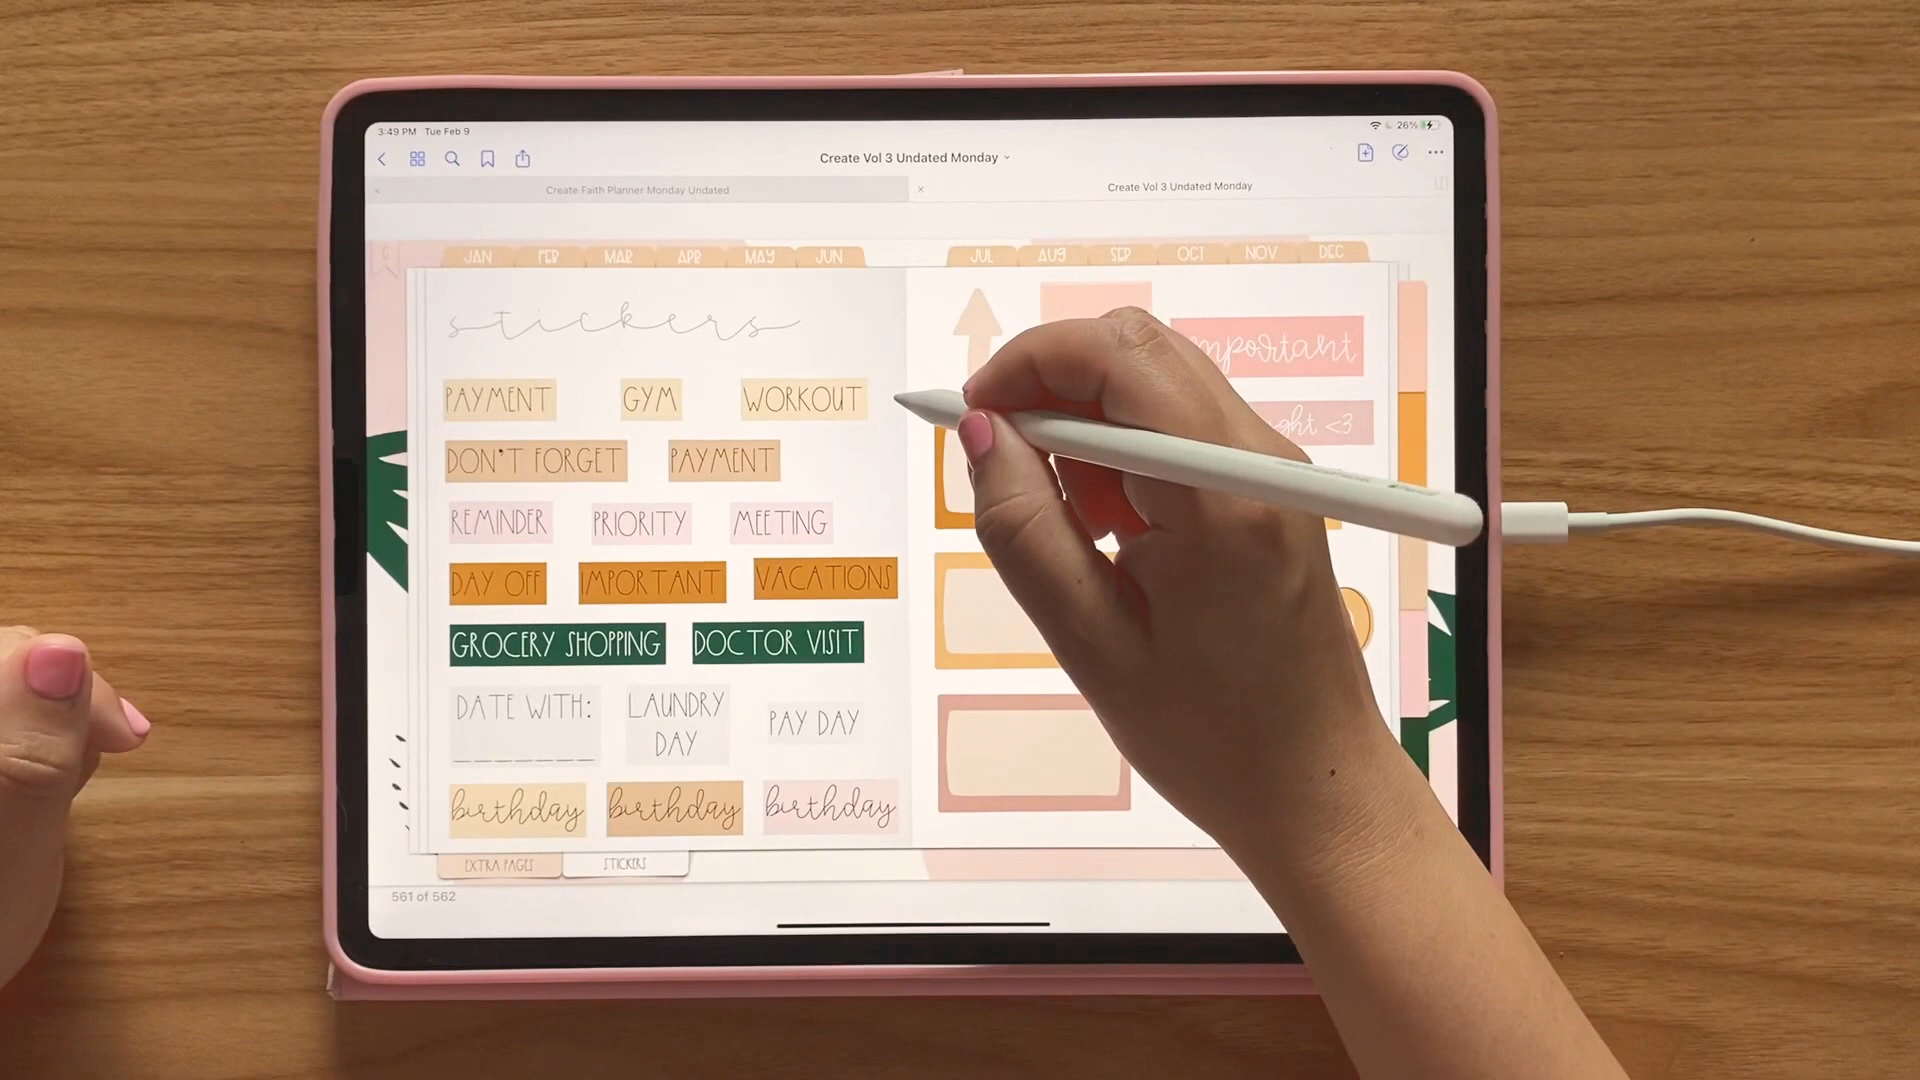 3:49 PM Tue Feb 9
26%
Create Vol 3 Undated Monday
Create Faith Planner Monday Undated
Create Vol 3 Undated Monday
JAN FEB MAR APR MAY JUN
JUL AUG SEP OCT NOV DEC
stickers
PAYMENT GYM WORKOUT
DON'T FORGET PAYMENT
REMINDER PRIORITY MEETING
DAY OFF IMPORTANT VACATIONS
GROCERY SHOPPING DOCTOR VISIT
DATE WITH:
LAUNDRY
DAY
PAY DAY
birthday birthday birthday
<3
EXTRA PAGES STICKERS
561 of 562